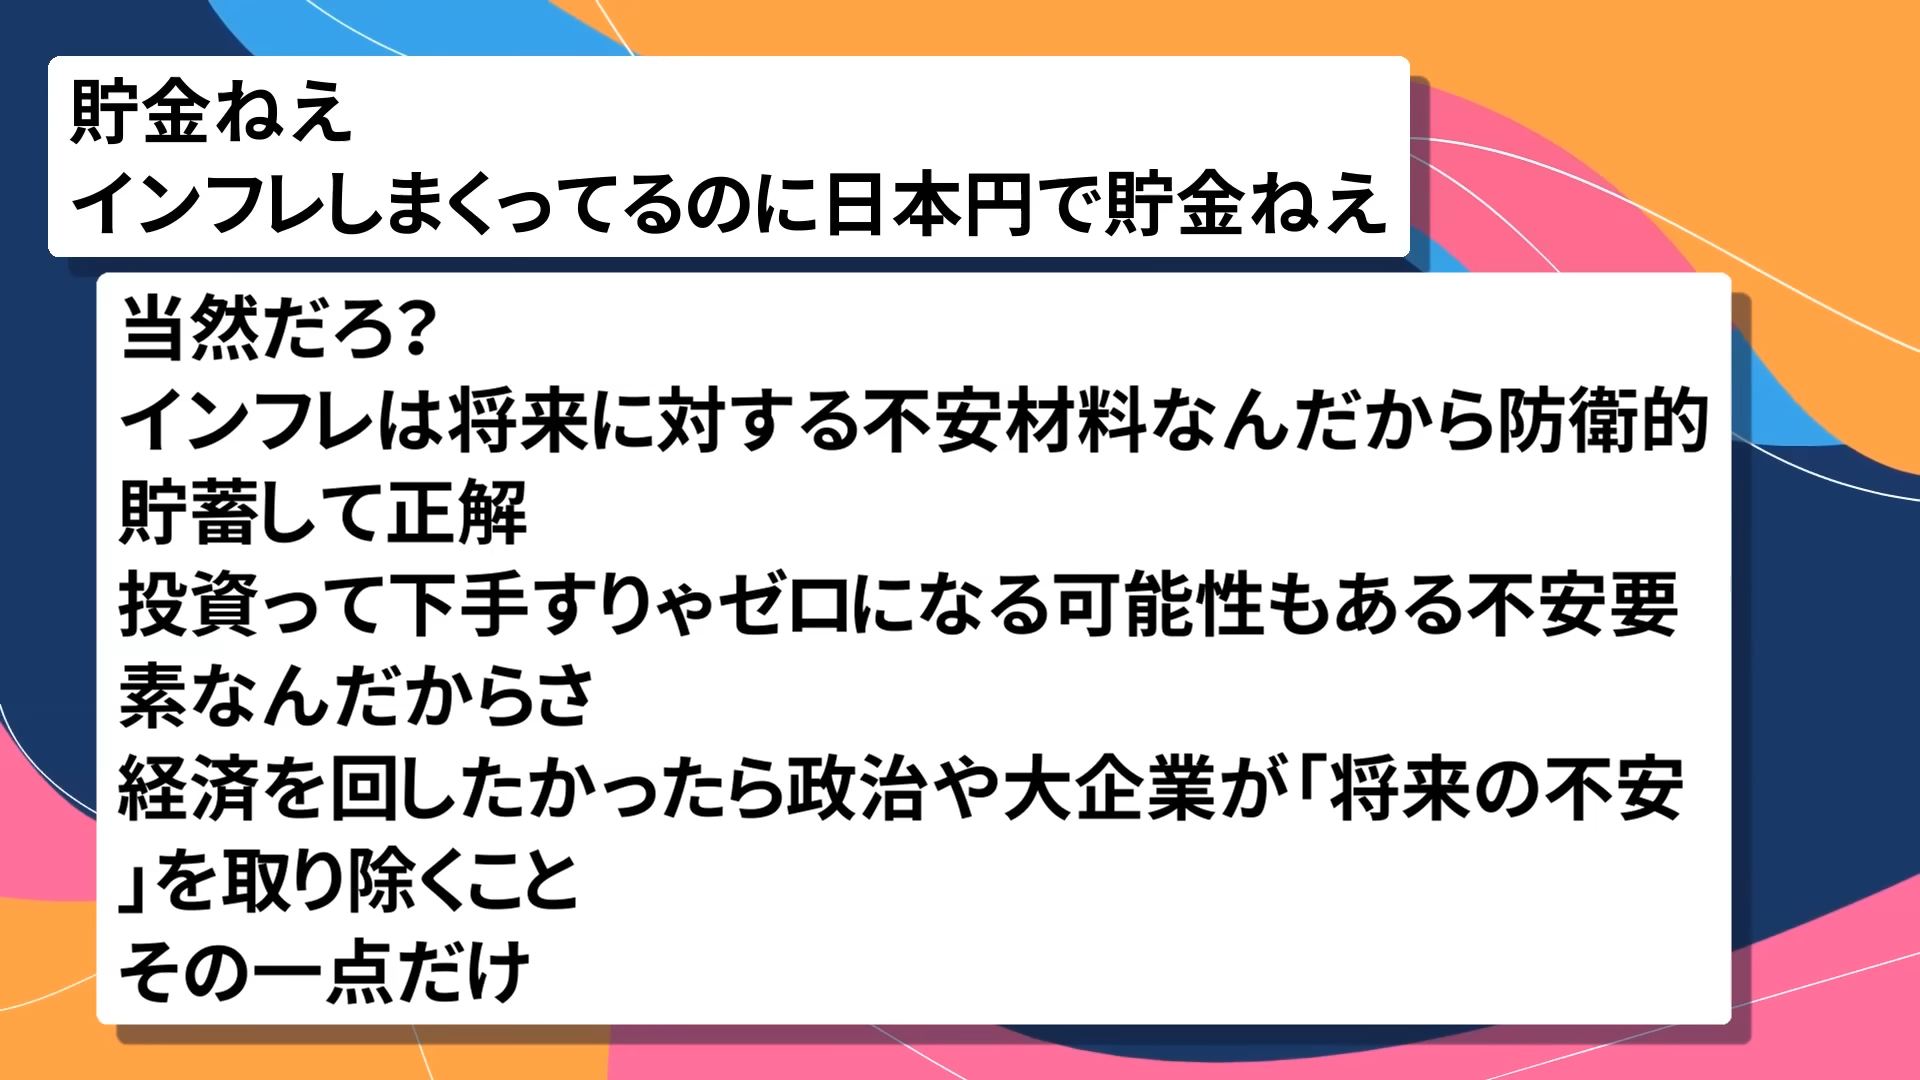 貯金ねえ
インフレしまくってるのに日本円で貯金ねえ
当然だろ？
インフレは将来に対する不安材料なんだから防衛的
貯蓄して正解
投資って下手すりゃゼロになる可能性もある不安要
素なんだからさ
経済を回したかったら政治や大企業が「将来の不安
」を取り除くこと
その一点だけ